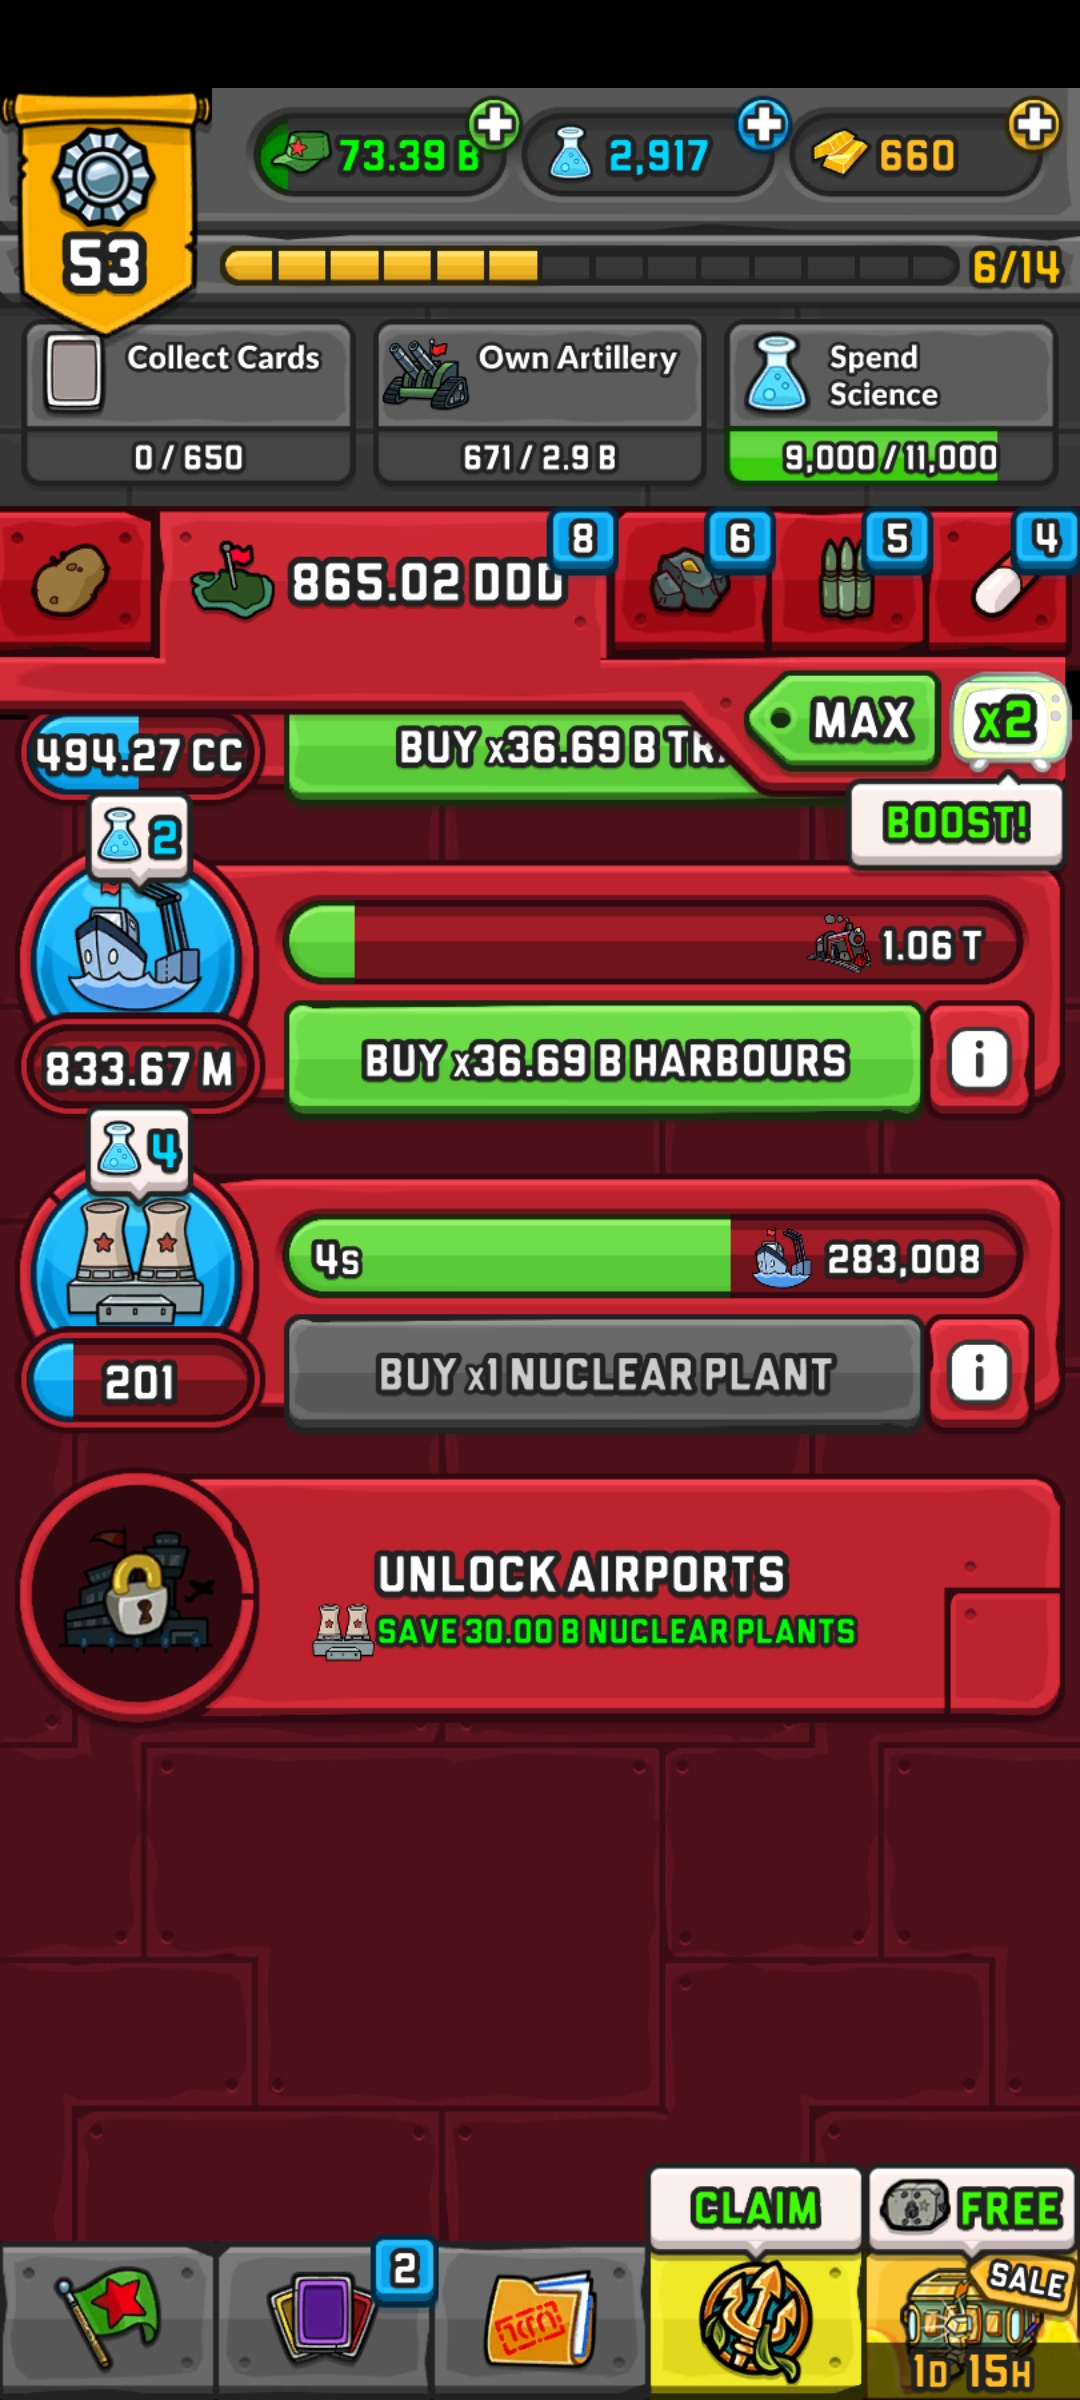 73.39 B
2,917
660
53
6/14
Collect Cards
Own Artillery
Spend
Science
0 / 650
671 / 2.9 B
9,000 / 11,000
865.02 DDD
8
6
5
4
MAX
x2
494.27 CC
BUY x36.69 B
BOOST!
2
1.06 T
833.67 M
BUY x36.69 B HARBOURS
i
4
4s
283,008
201
BUY x1 NUCLEAR PLANT
i
UNLOCK AIRPORTS
SAVE 30.00 B NUCLEAR PLANTS
CLAIM
FREE
2
SALE
1D 15H